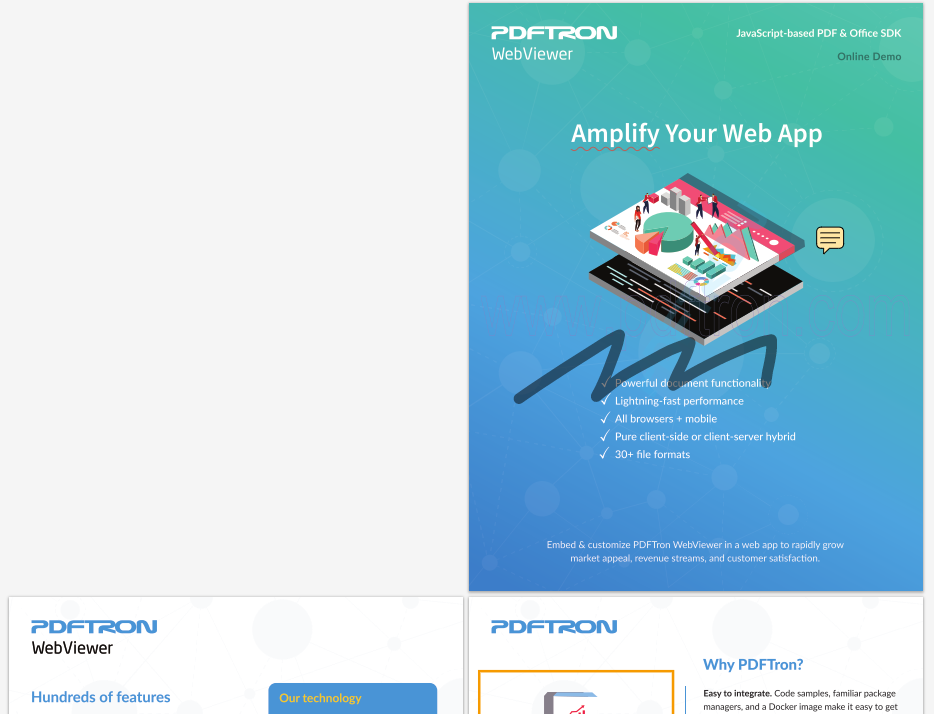 PDFTRON
WebViewer
JavaScript-based PDF & Office SDK
Online Demo
Amplify Your Web App
Powerful document functionality
Lightning-fast performance
All browsers + mobile
Pure client-side or client-server hybrid
30+ file formats
Embed & customize PDFTron WebViewer in a web app to rapidly grow
market appeal, revenue streams, and customer satisfaction.
PDFTRON
WebViewer
Hundreds of features
Our technology
PDFTRON
Why PDFTron?
Easy to integrate. Code samples, familiar package
managers, and a Docker image make it easy to get